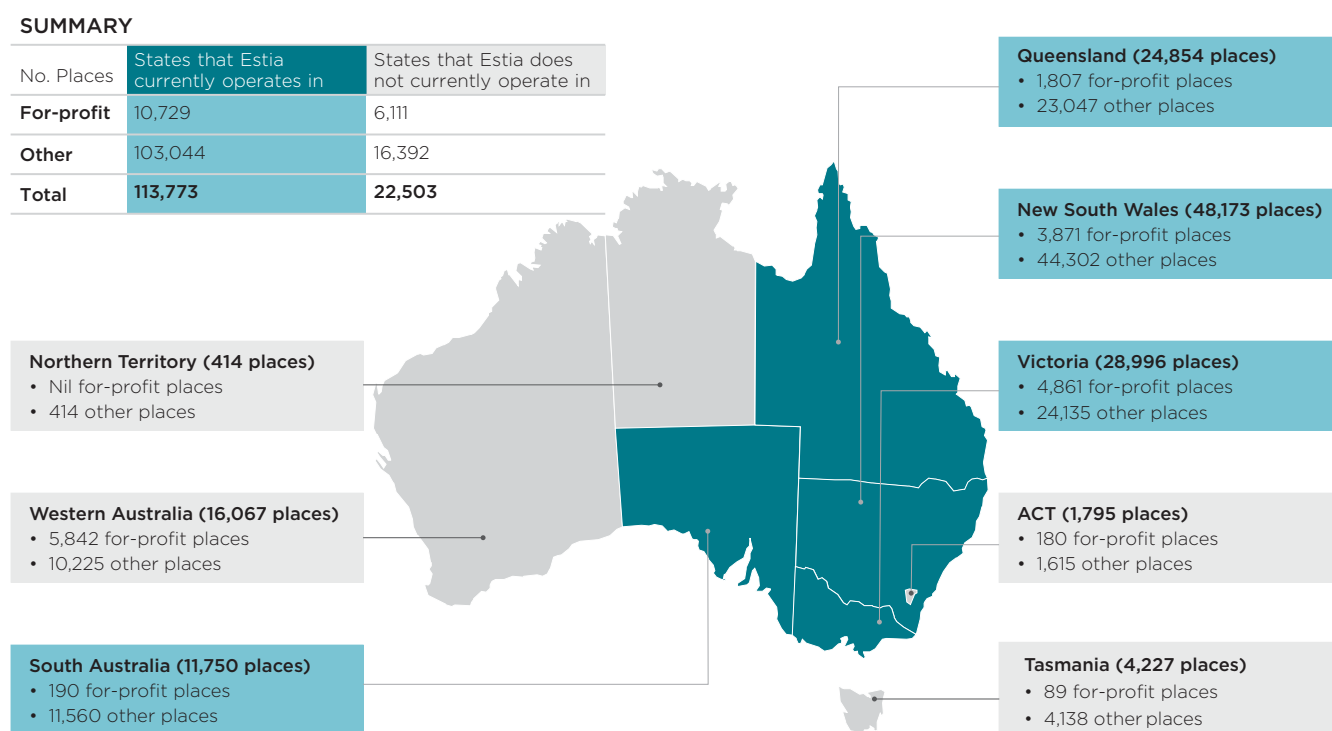 SUMMARY
No. Places
States that Estia
currently operates in
States that Estia does
not currently operate in
For-profit 10,729 6,111
Other 103,044 16,392
Total 113,773 22,503
Queensland (24,854 places)
• 1,807 for-profit places
• 23,047 other places
New South Wales (48,173 places)
• 3,871 for-profit places
• 44,302 other places
Northern Territory (414 places)
• Nil for-profit places
• 414 other places
Victoria (28,996 places)
• 4,861 for-profit places
• 24,135 other places
Western Australia (16,067 places)
• 5,842 for-profit places
• 10,225 other places
ACT (1,795 places)
• 180 for-profit places
• 1,615 other places
South Australia (11,750 places)
• 190 for-profit places
• 11,560 other places
Tasmania (4,227 places)
• 89 for-profit places
• 4,138 other places